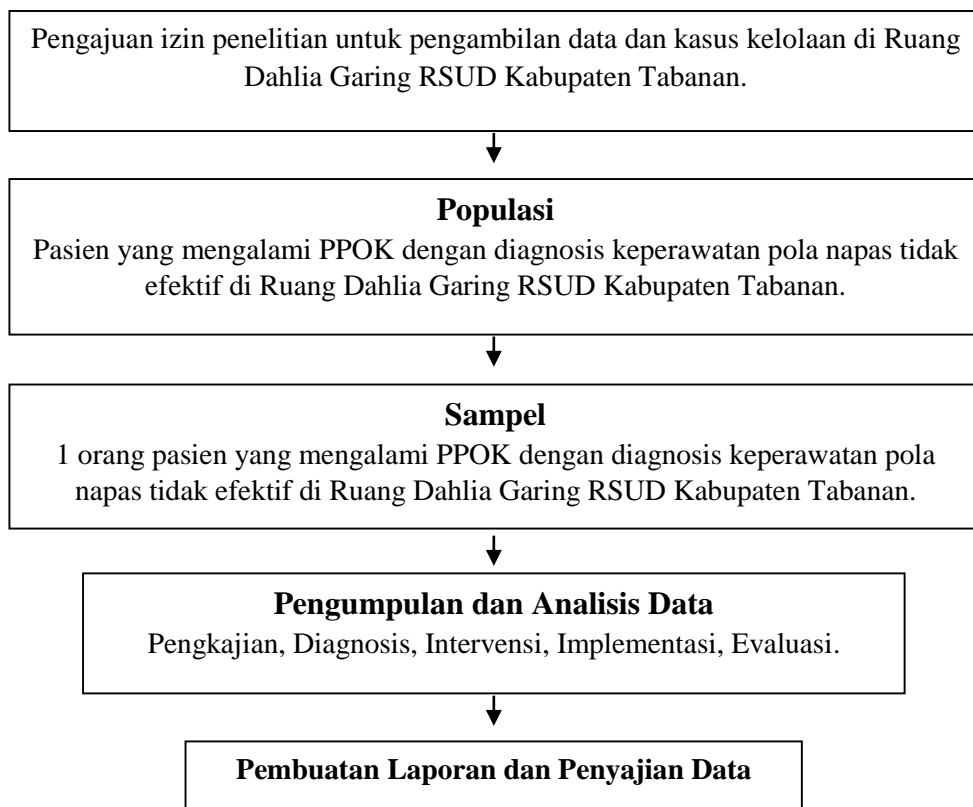 Pengajuan izin penelitian untuk pengambilan data dan kasus kelolaan di Ruang
Dahlia Garing RSUD Kabupaten Tabanan.
Populasi
Pasien yang mengalami PPOK dengan diagnosis keperawatan pola napas tidak
efektif di Ruang Dahlia Garing RSUD Kabupaten Tabanan.
Sampel
1 orang pasien yang mengalami PPOK dengan diagnosis keperawatan pola
napas tidak efektif di Ruang Dahlia Garing RSUD Kabupaten Tabanan.
Pengumpulan dan Analisis Data
Pengkajian, Diagnosis, Intervensi, Implementasi, Evaluasi.
Pembuatan Laporan dan Penyajian Data